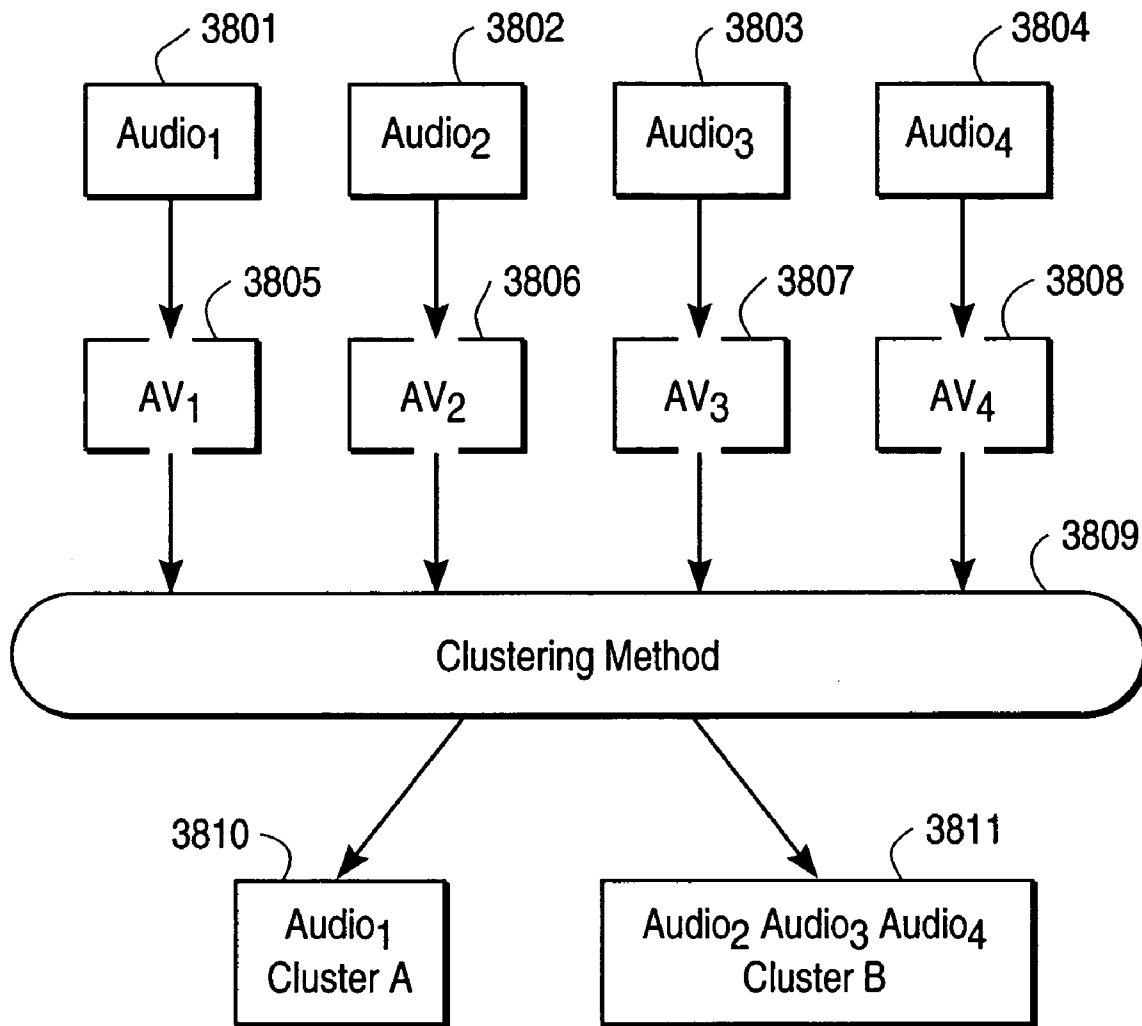 3801 3802 3803 3804
Audio1 Audio2 Audio3 Audio4
3805 3806 3807 3808
AV1 AV2 AV3 AV4
3809
Clustering Method
3810 3811
Audio1
Cluster A
Audio2 Audio3 Audio4
Cluster B